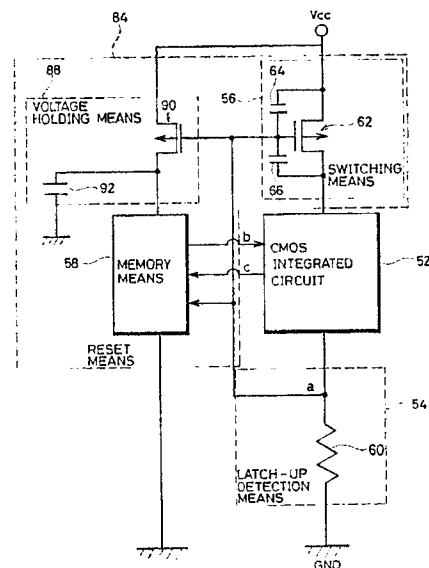 Vcc
84
88
VOLTAGE
HOLDING MEANS
90
64
56
62
66
SWITCHING
MEANS
92
58
MEMORY
MEANS
b
c
CMOS
INTEGRATED
CIRCUIT
52
RESET
MEANS
a
54
60
LATCH-UP
DETECTION
MEANS
GND